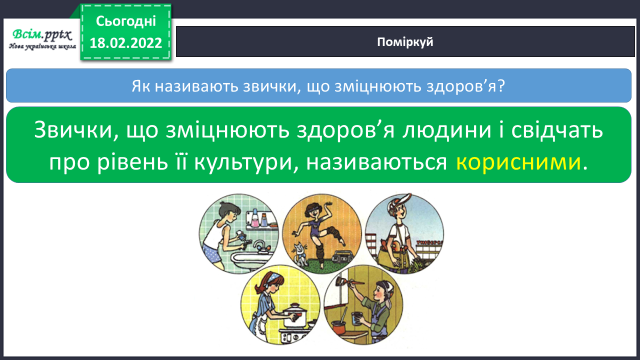 Всім.pptx
Нова українська школа
Сьогодні
18.02.2022
Поміркуй
Як називають звички, що зміцнюють здоров’я?
Звички, що зміцнюють здоров’я людини і свідчать
про рівень її культури, називаються корисними.